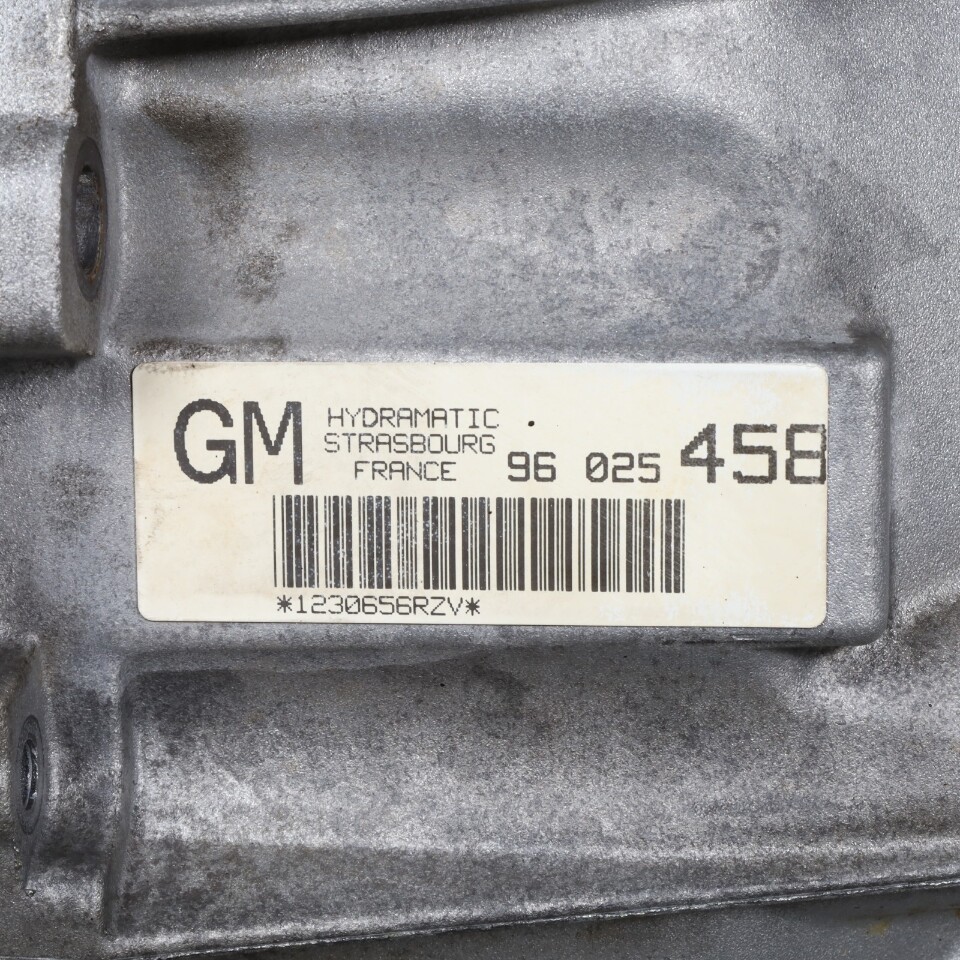 GM HYDRAMATIC
STRASBOURG
FRANCE 96 025 458
*1230656RZV*